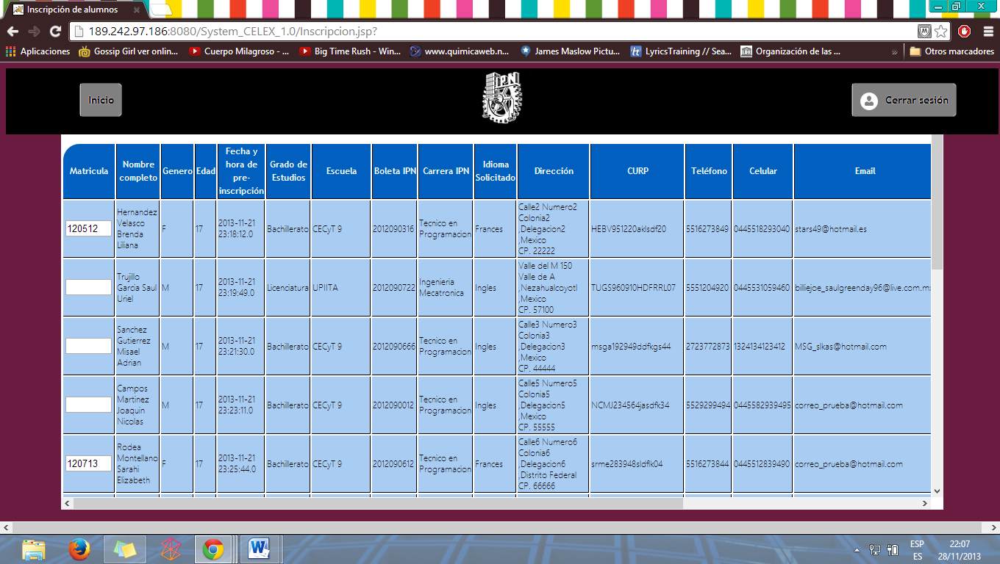 Inscripción de alumnos
189.242.97.186:8080/System_CELEX_1.0/Inscripcion.jsp?
Aplicaciones Gossip Girl ver online... Cuerpo Milagroso - ... Big Time Rush - Win... www.quimicaweb.n... James Maslow Pictu... LyricsTraining // Sea... Organización de las ... » Otros marcadores
Inicio
IPN
Cerrar sesión
Matricula Nombre completo Genero Edad Fecha y hora de pre-inscripción Grado de Estudios Escuela Boleta IPN Carrera IPN Idioma Solicitado Dirección CURP Teléfono Celular Email
120512 Hernandez Velasco Brenda Liliana F 17 2013-11-21 23:18:12.0 Bachillerato CECyT 9 2012090316 Tecnico en Programacion Frances Calle2 Numero2 Colonia2 ,Delegacion2 ,Mexico CP. 22222 HEBV951220aklsdf20 5516273849 0445518293040 stars49@hotmail.es
Trujillo Garcia Saul Uriel M 17 2013-11-21 23:19:49.0 Licenciatura UPIITA 2012090722 Ingenieria Mecatronica Ingles Valle del M 150 Valle de A ,Nezahualcoyotl ,Mexico CP. 57100 TUGS960910HDFRRL07 5551204920 0445531059460 billiejoe_saulgreenday96@live.com.mx
Sanchez Gutierrez Misael Adrian M 17 2013-11-21 23:21:30.0 Bachillerato CECyT 9 2012090666 Tecnico en Programacion Ingles Calle3 Numero3 Colonia3 ,Delegacion3 ,Mexico CP. 44444 msga192949ddfkgs44 2723772873 1324134123412 MSG_slkas@hotmail.com
Campos Martinez Joaquin Nicolas M 17 2013-11-21 23:23:11.0 Bachillerato CECyT 9 2012090012 Tecnico en Programacion Ingles Calle5 Numero5 Colonia5 ,Delegacion5 ,Mexico CP. 55555 NCMJ234564jasdfk34 5529299494 0445582939495 correo_prueba@hotmail.com
120713 Rodea Montellano Sarahi Elizabeth F 17 2013-11-21 23:25:44.0 Bachillerato CECyT 9 2012090612 Tecnico en Programacion Frances Calle6 Numero6 Colonia6 ,Delegacion6 ,Distrito Federal CP. 66666 srme283948sldflk04 5516273844 0445512839490 correo_prueba@hotmail.com
ESP 22:07
ES 28/11/2013